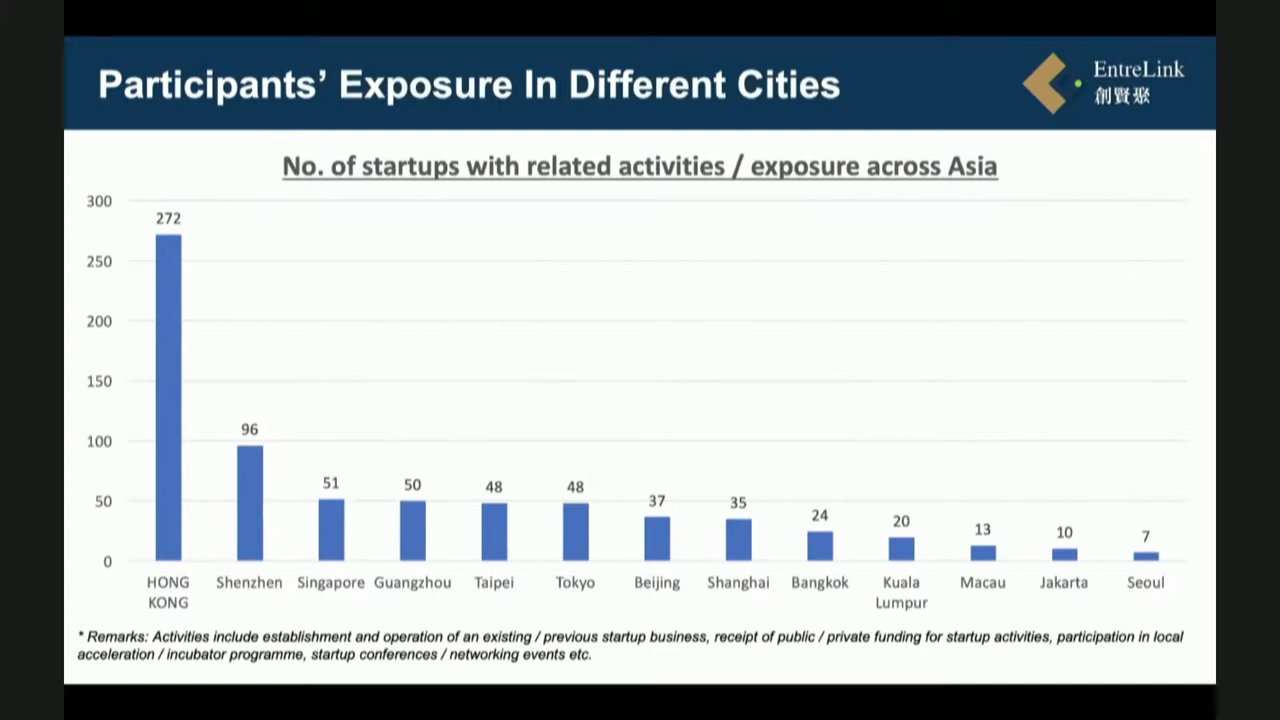 Participants’ Exposure In Different Cities
EntreLink
創賢聚
No. of startups with related activities / exposure across Asia
300
250
200
150
100
50
0
272
96
51
50
48
48
37
35
24
20
13
10
7
HONG KONG
Shenzhen
Singapore
Guangzhou
Taipei
Tokyo
Beijing
Shanghai
Bangkok
Kuala Lumpur
Macau
Jakarta
Seoul
* Remarks: Activities include establishment and operation of an existing / previous startup business, receipt of public / private funding for startup activities, participation in local
acceleration / incubator programme, startup conferences / networking events etc.